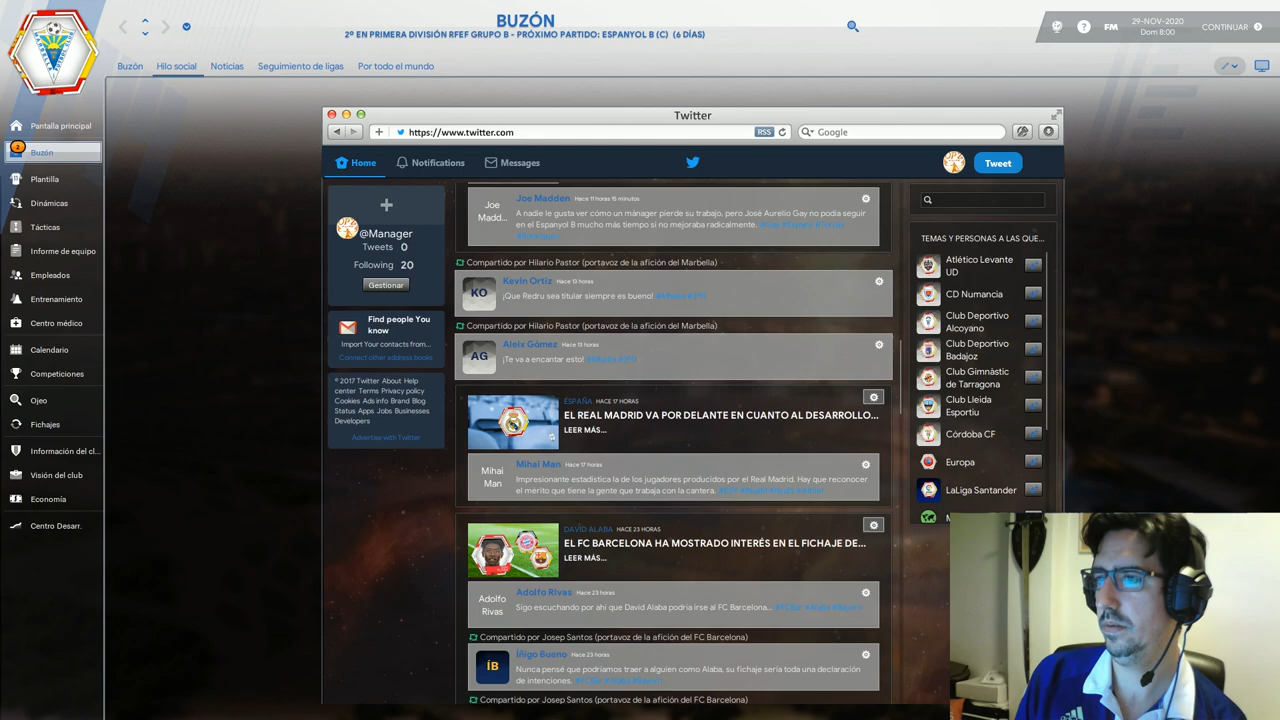 BUZÓN
2º EN PRIMERA DIVISIÓN RFEF GRUPO B - PRÓXIMO PARTIDO: ESPANYOL B (C) (6 DÍAS)
FM
29-NOV-2020
Dom 8:00
CONTINUAR
Buzón
Hilo social
Noticias
Seguimiento de ligas
Por todo el mundo
Pantalla principal
2
Buzón
Plantilla
Dinámicas
Tácticas
Informe de equipo
Empleados
Entrenamiento
Centro médico
Calendario
Competiciones
Ojeo
Fichajes
Información del cl...
Visión del club
Economía
Centro Desarr.
Twitter
https://www.twitter.com
RSS
Google
Home
Notifications
Messages
Tweet
@Manager
Tweets 0
Following 20
Gestionar
Find people You
know
Import Your contacts from...
Connect other address books
© 2017 Twitter About Help
center Terms Privacy policy
Cookies Ads info Brand Blog
Status Apps Jobs Businesses
Developers
Advertise with Twitter
Joe
Madd...
Joe Madden Hace 11 horas 15 minutos
A nadie le gusta ver cómo un mánager pierde su trabajo, pero José Aurelio Gay no podía seguir
en el Espanyol B mucho más tiempo si no mejoraba radicalmente.
Compartido por Hilario Pastor (portavoz de la afición del Marbella)
KO
Kevin Ortiz Hace 13 horas
¡Que Redru sea titular siempre es bueno!
Compartido por Hilario Pastor (portavoz de la afición del Marbella)
AG
Aleix Gómez Hace 13 horas
¡Te va a encantar esto!
ESPAÑA HACE 17 HORAS
EL REAL MADRID VA POR DELANTE EN CUANTO AL DESARROLLO...
LEER MÁS...
Mihai
Man
Mihai Man Hace 17 horas
Impresionante estadística la de los jugadores producidos por el Real Madrid. Hay que reconocer
el mérito que tiene la gente que trabaja con la cantera.
DAVID ALABA HACE 23 HORAS
EL FC BARCELONA HA MOSTRADO INTERÉS EN EL FICHAJE DE...
LEER MÁS...
Adolfo
Rivas
Adolfo Rivas Hace 23 horas
Sigo escuchando por ahí que David Alaba podría irse al FC Barcelona...
Compartido por Josep Santos (portavoz de la afición del FC Barcelona)
ÍB
Íñigo Bueno Hace 23 horas
Nunca pensé que podríamos traer a alguien como Alaba, su fichaje sería toda una declaración
de intenciones.
Compartido por Josep Santos (portavoz de la afición del FC Barcelona)
TEMAS Y PERSONAS A LAS QUE...
Atlético Levante
UD
CD Numancia
Club Deportivo
Alcoyano
Club Deportivo
Badajoz
Club Gimnàstic
de Tarragona
Club Lleida
Esportiu
Córdoba CF
Europa
LaLiga Santander